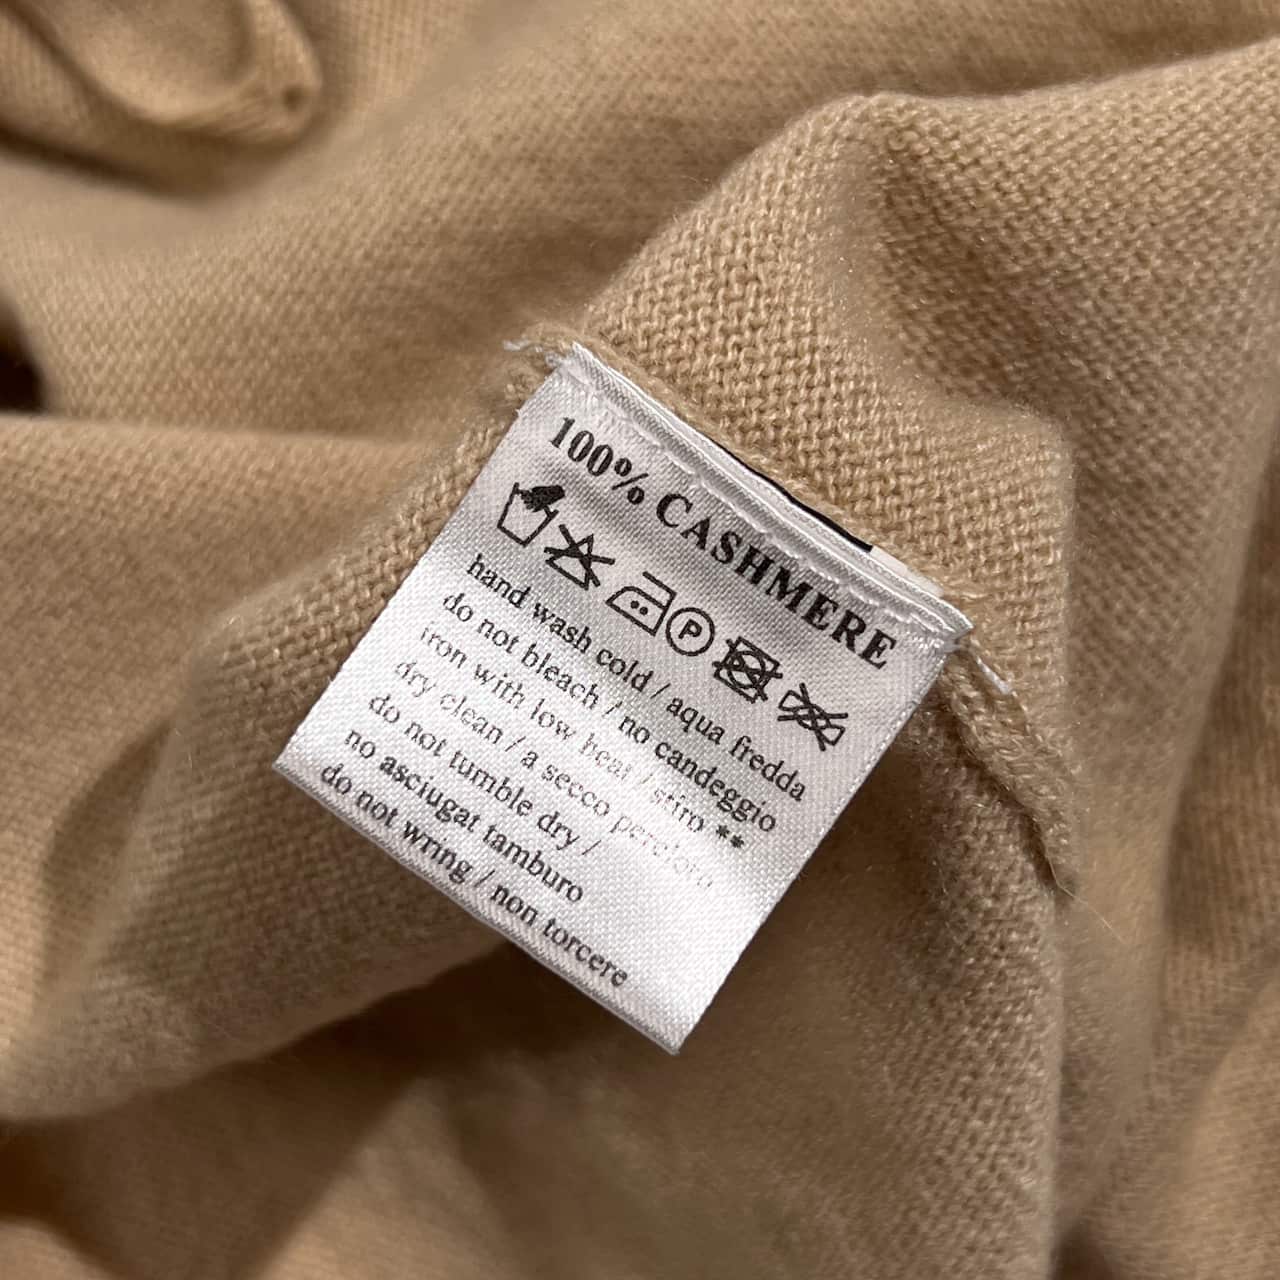 100% CASHMERE
P
hand wash cold / aqua fredda
do not bleach / no candeggio
iron with low heat / stiro **
dry clean / a secco percloro
do not tumble dry /
no asciugat tamburo
do not wring / non torcere